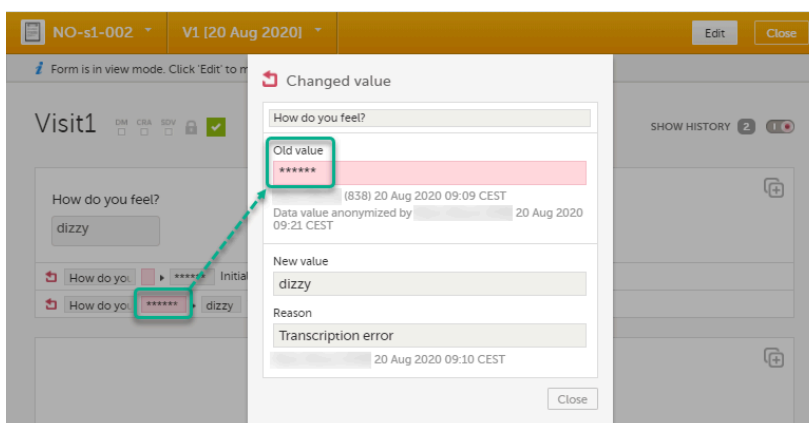 NO-s1-002 V1 [20 Aug 2020] Edit Close
i Form is in view mode. Click 'Edit' to m
Changed value
Visit1 DM CRA SDV
SHOW HISTORY 2
How do you feel?
dizzy
How do you ****** Initial
How do you ****** dizzy
How do you feel?
Old value
******
(838) 20 Aug 2020 09:09 CEST
Data value anonymized by 20 Aug 2020
09:21 CEST
New value
dizzy
Reason
Transcription error
20 Aug 2020 09:10 CEST
Close